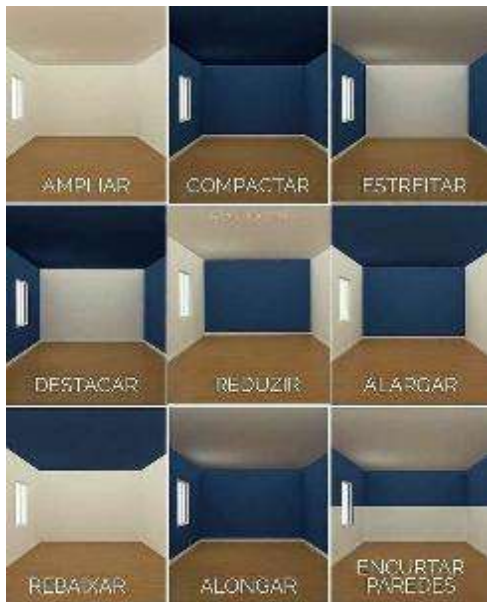 AMPLIAR
COMPACTAR
ESTREITAR
DESTACAR
REDUZIR
ALARGAR
REBAIXAR
ALONGAR
ENCURTAR
PAREDES